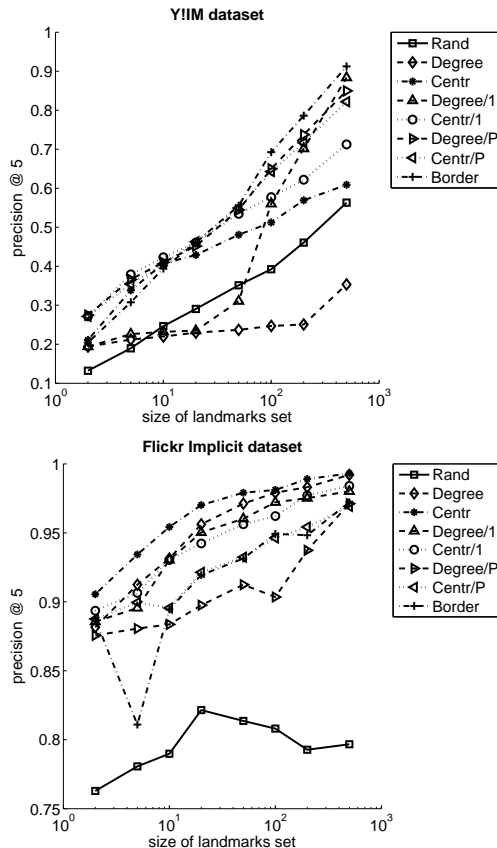 Y!IM dataset
1
0.9
0.8
0.7
0.6
0.5
0.4
0.3
0.2
0.1
precision @ 5
10^0
10^1
10^2
10^3
size of landmarks set
Rand
Degree
Centr
Degree/1
Centr/1
Degree/P
Centr/P
Border
Flickr Implicit dataset
1
0.95
0.9
0.85
0.8
0.75
precision @ 5
10^0
10^1
10^2
10^3
size of landmarks set
Rand
Degree
Centr
Degree/1
Centr/1
Degree/P
Centr/P
Border